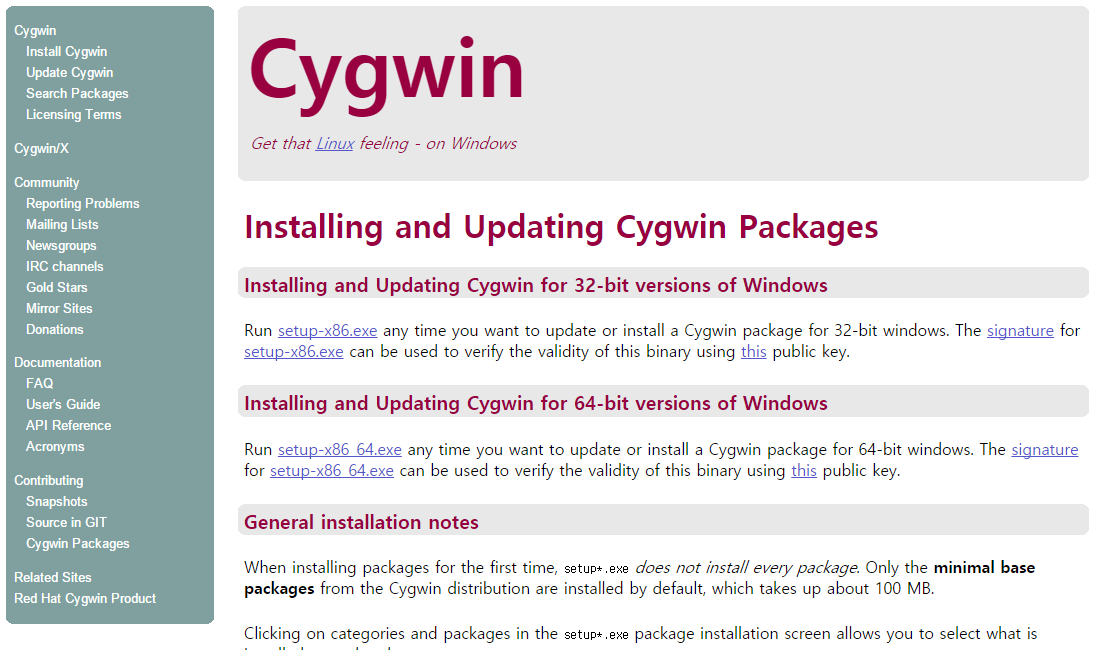 Cygwin
Install Cygwin
Update Cygwin
Search Packages
Licensing Terms
Cygwin/X
Community
Reporting Problems
Mailing Lists
Newsgroups
IRC channels
Gold Stars
Mirror Sites
Donations
Documentation
FAQ
User's Guide
API Reference
Acronyms
Contributing
Snapshots
Source in GIT
Cygwin Packages
Related Sites
Red Hat Cygwin Product
Cygwin
Get that Linux feeling - on Windows
Installing and Updating Cygwin Packages
Installing and Updating Cygwin for 32-bit versions of Windows
Run setup-x86.exe any time you want to update or install a Cygwin package for 32-bit windows. The signature for
setup-x86.exe can be used to verify the validity of this binary using this public key.
Installing and Updating Cygwin for 64-bit versions of Windows
Run setup-x86_64.exe any time you want to update or install a Cygwin package for 64-bit windows. The signature
for setup-x86_64.exe can be used to verify the validity of this binary using this public key.
General installation notes
When installing packages for the first time, setup*.exe does not install every package. Only the minimal base
packages from the Cygwin distribution are installed by default, which takes up about 100 MB.
Clicking on categories and packages in the setup*.exe package installation screen allows you to select what is